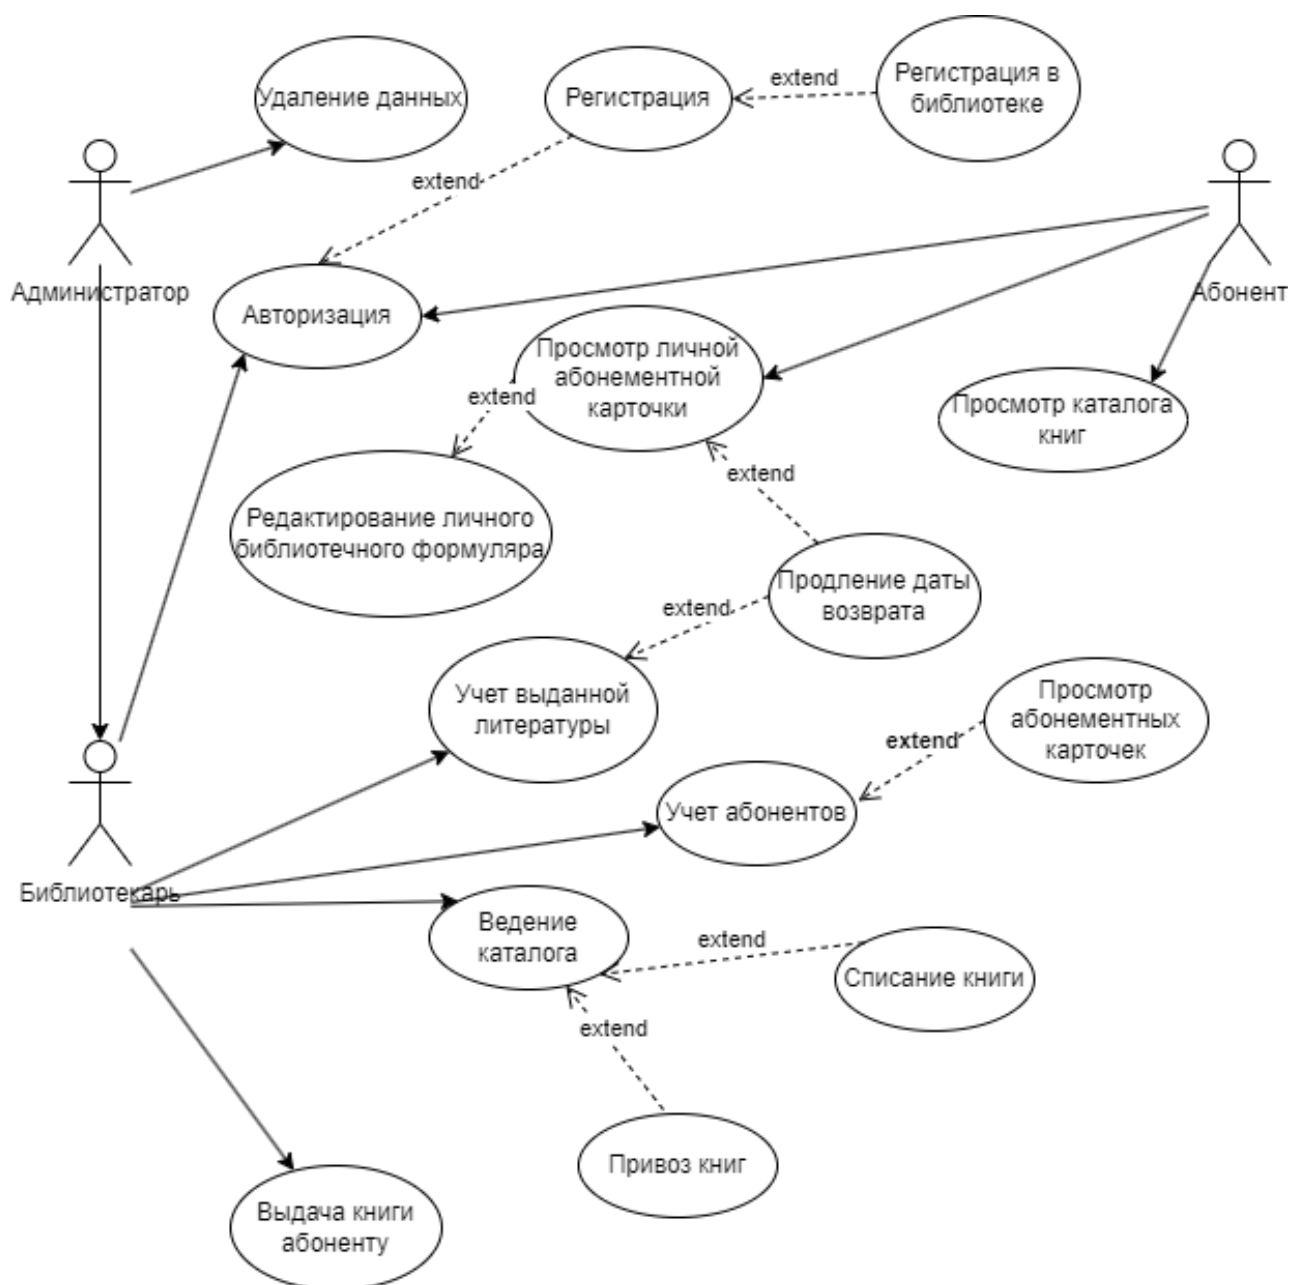 Удаление данных
Регистрация
extend
Регистрация в
библиотеке
extend
Администратор
Абонент
Авторизация
Просмотр личной
абонементной
карточки
extend
Просмотр каталога
книг
extend
Редактирование личного
библиотечного формуляра
Продление даты
возврата
extend
Учет выданной
литературы
Просмотр
абонементных
карточек
extend
Учет абонентов
Библиотекарь
Ведение
каталога
extend
Списание книги
extend
Привоз книг
Выдача книги
абоненту